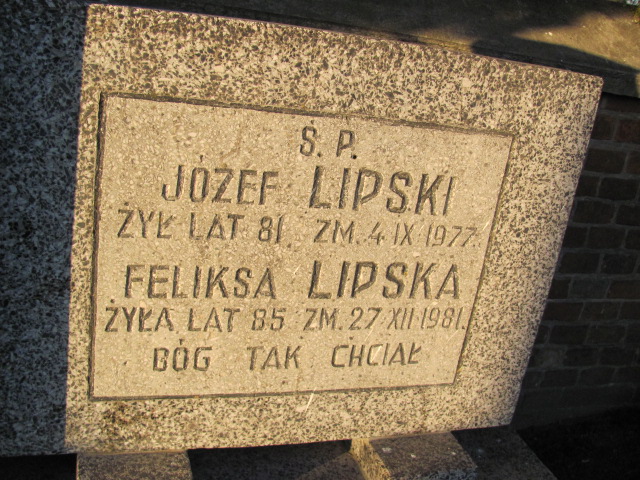 Ś. P.
JÓZEF LIPSKI
ŻYŁ LAT 81. ZM. 4 IX 1977.
FELIKSA LIPSKA
ŻYŁA LAT 85 ZM. 27 XII 1981.
BÓG TAK CHCIAŁ